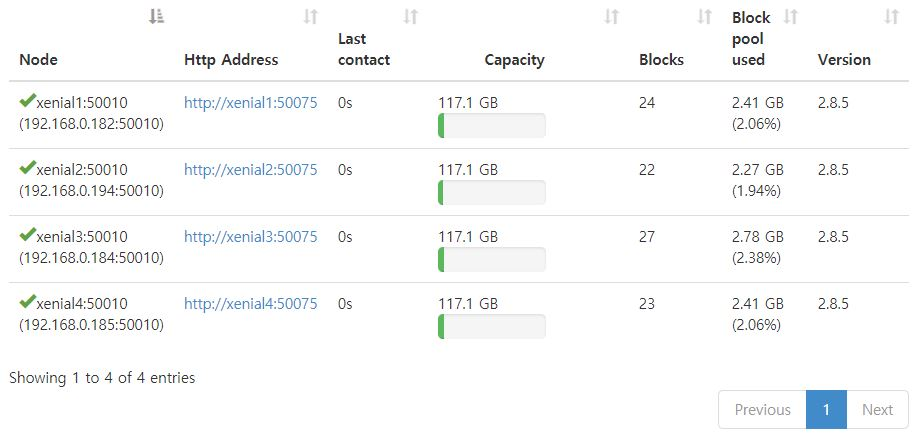 Node Http Address Last contact Capacity Blocks Block pool used Version
xenial1:50010 http://xenial1:50075 0s 117.1 GB 24 2.41 GB 2.8.5
(192.168.0.182:50010) (2.06%)
xenial2:50010 http://xenial2:50075 0s 117.1 GB 22 2.27 GB 2.8.5
(192.168.0.194:50010) (1.94%)
xenial3:50010 http://xenial3:50075 0s 117.1 GB 27 2.78 GB 2.8.5
(192.168.0.184:50010) (2.38%)
xenial4:50010 http://xenial4:50075 0s 117.1 GB 23 2.41 GB 2.8.5
(192.168.0.185:50010) (2.06%)
Showing 1 to 4 of 4 entries
Previous 1 Next